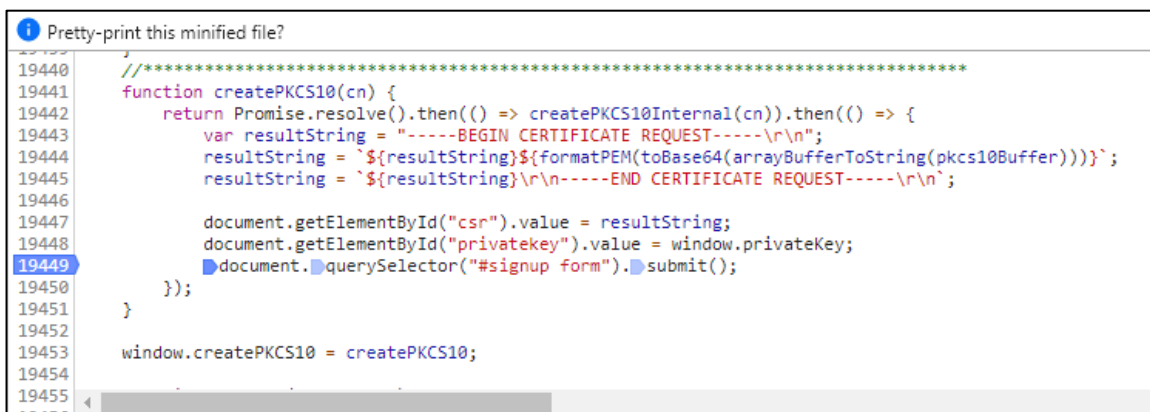 Pretty-print this minified file?
19440 //*********************************************************************************
19441 function createPKCS10(cn) {
19442 return Promise.resolve().then(() => createPKCS10Internal(cn)).then(() => {
19443 var resultString = "-----BEGIN CERTIFICATE REQUEST-----\r\n";
19444 resultString = `${resultString}${formatPEM(toBase64(arrayBufferToString(pkcs10Buffer)))}`;
19445 resultString = `${resultString}\r\n-----END CERTIFICATE REQUEST-----\r\n`;
19446
19447 document.getElementById("csr").value = resultString;
19448 document.getElementById("privatekey").value = window.privateKey;
19449 document.querySelector("#signup form").submit();
19450 });
19451 }
19452
19453 window.createPKCS10 = createPKCS10;
19454
19455